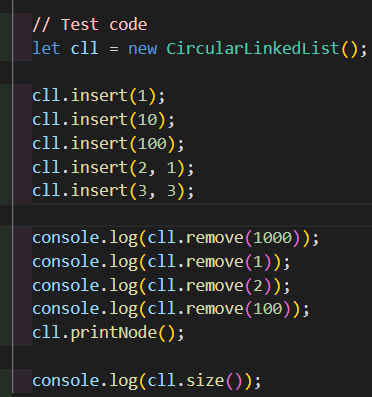 // Test code
let cll = new CircularLinkedList();
cll.insert(1);
cll.insert(10);
cll.insert(100);
cll.insert(2, 1);
cll.insert(3, 3);
console.log(cll.remove(1000));
console.log(cll.remove(1));
console.log(cll.remove(2));
console.log(cll.remove(100));
cll.printNode();
console.log(cll.size());